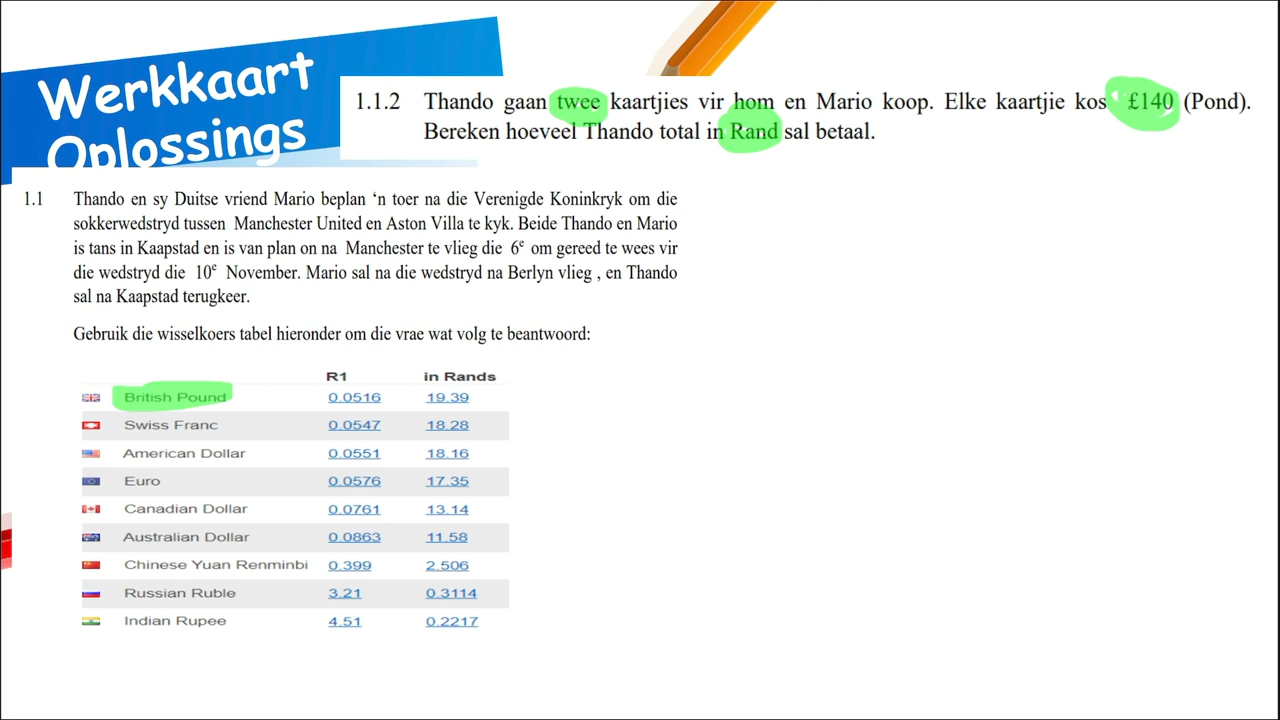 Werkkaart
Oplossings
1.1.2 Thando gaan twee kaartjies vir hom en Mario koop. Elke kaartjie kos £140 (Pond).
Bereken hoeveel Thando total in Rand sal betaal.
1.1 Thando en sy Duitse vriend Mario beplan ‘n toer na die Verenigde Koninkryk om die
sokkerwedstryd tussen Manchester United en Aston Villa te kyk. Beide Thando en Mario
is tans in Kaapstad en is van plan on na Manchester te vlieg die 6ᵉ om gereed te wees vir
die wedstryd die 10ᵉ November. Mario sal na die wedstryd na Berlyn vlieg , en Thando
sal na Kaapstad terugkeer.
Gebruik die wisselkoers tabel hieronder om die vrae wat volg te beantwoord:
R1 in Rands
British Pound 0.0516 19.39
Swiss Franc 0.0547 18.28
American Dollar 0.0551 18.16
Euro 0.0576 17.35
Canadian Dollar 0.0761 13.14
Australian Dollar 0.0863 11.58
Chinese Yuan Renminbi 0.399 2.506
Russian Ruble 3.21 0.3114
Indian Rupee 4.51 0.2217